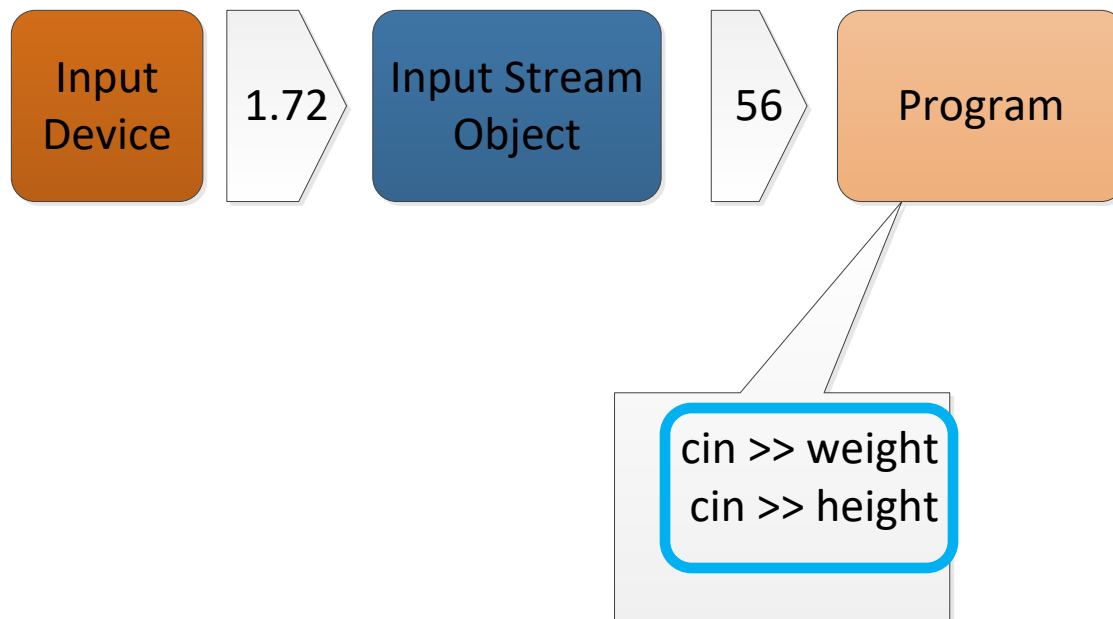 Input
Device
1.72
Input Stream
Object
56
Program
cin >> weight
cin >> height